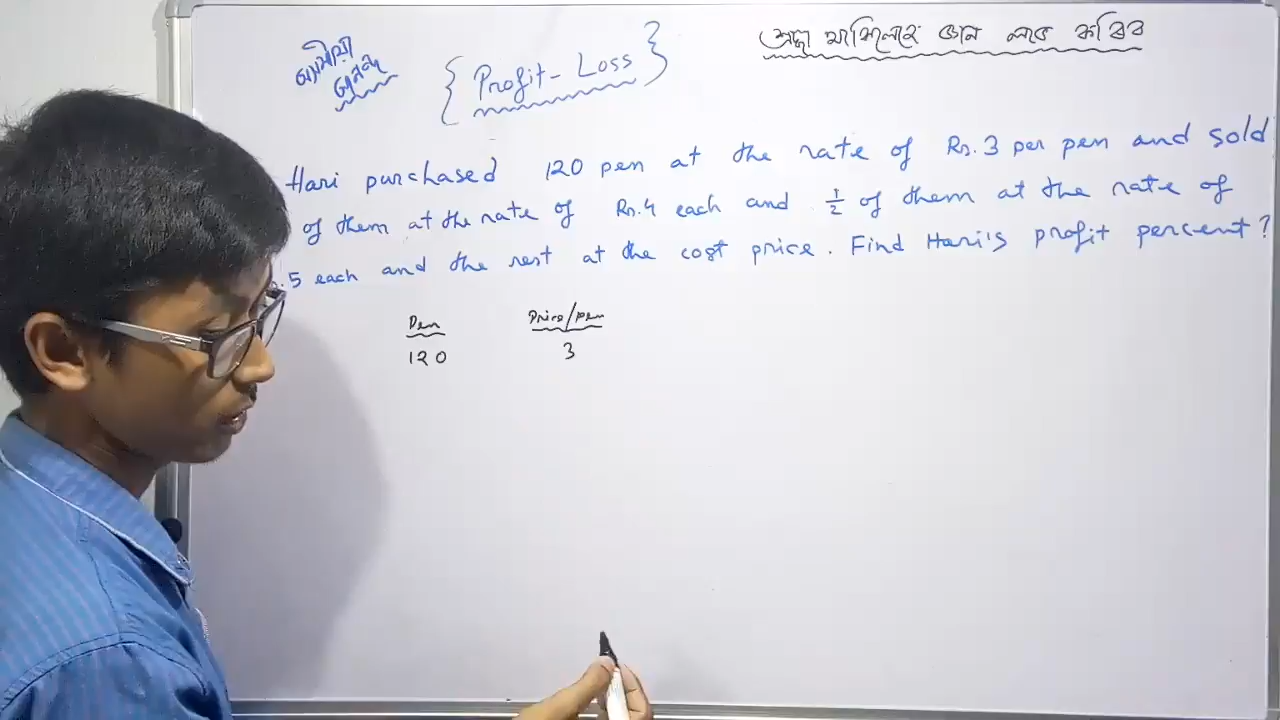 { Profit - Loss }
শ্রদ্ধা থাকিলেহে জ্ঞান লাভ কৰিব
Hari purchased 120 pen at the rate of Rs. 3 per pen and sold
of them at the rate of Rs. 4 each and 1/2 of them at the rate of
.5 each and the rest at the cost price. Find Hari's profit percent?
Pen Price/pen
120 3